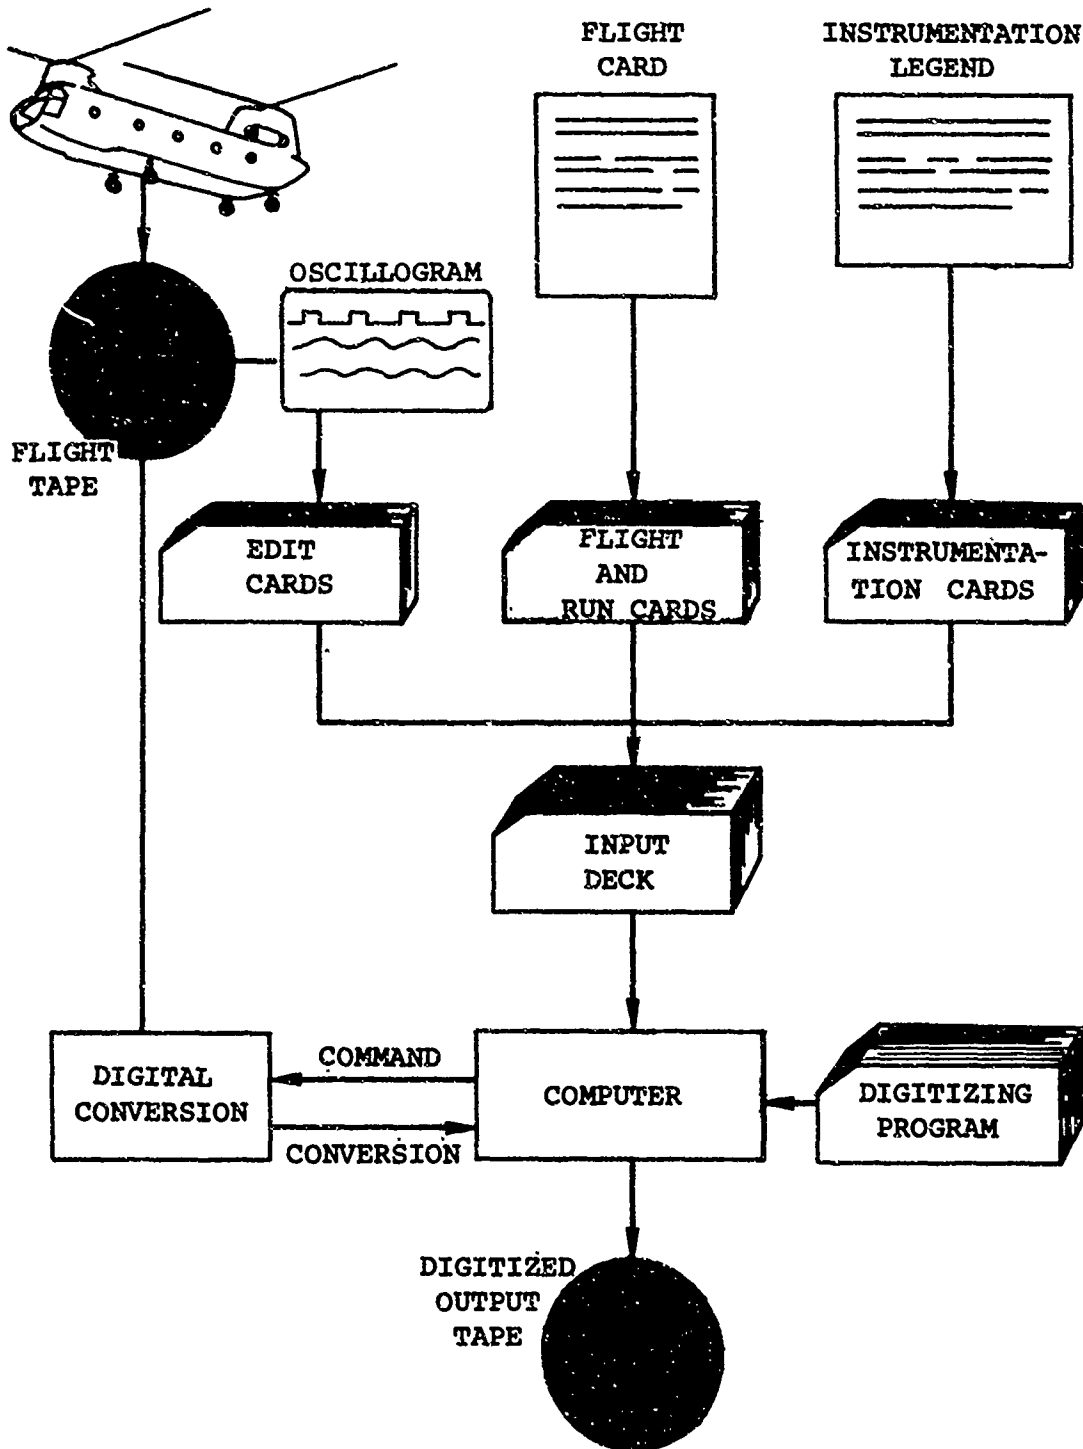 FLIGHT
CARD
INSTRUMENTATION
LEGEND
OSCILLOGRAM
FLIGHT
TAPE
EDIT
CARDS
FLIGHT
AND
RUN CARDS
INSTRUMENTA-
TION CARDS
INPUT
DECK
DIGITAL
CONVERSION
COMMAND
CONVERSION
COMPUTER
DIGITIZING
PROGRAM
DIGITIZED
OUTPUT
TAPE